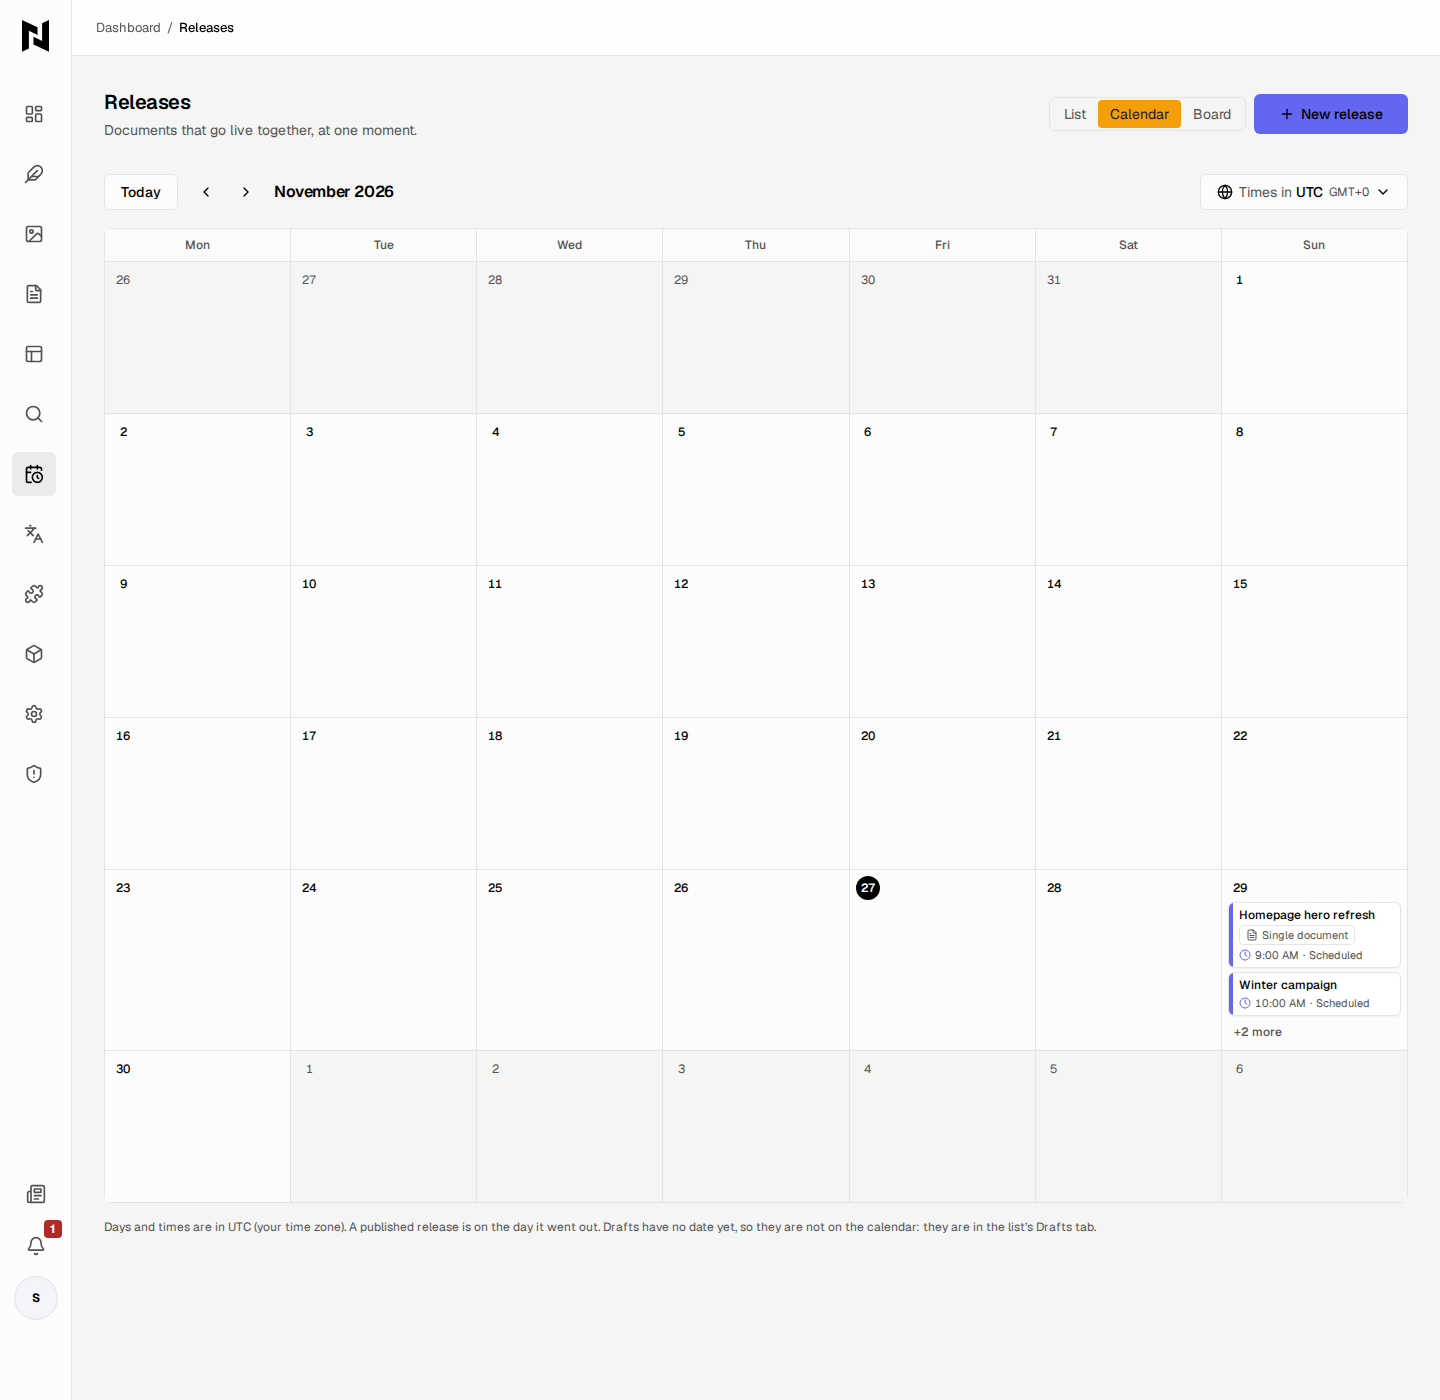 Dashboard / Releases
Releases
Documents that go live together, at one moment.
List Calendar Board
+ New release
Today
November 2026
Times in UTC GMT+0
Mon Tue Wed Thu Fri Sat Sun
26 27 28 29 30 31 1
2 3 4 5 6 7 8
9 10 11 12 13 14 15
16 17 18 19 20 21 22
23 24 25 26 27 28 29
Homepage hero refresh
Single document
9:00 AM · Scheduled
Winter campaign
10:00 AM · Scheduled
+2 more
30 1 2 3 4 5 6
Days and times are in UTC (your time zone). A published release is on the day it went out. Drafts have no date yet, so they are not on the calendar: they are in the list's Drafts tab.
1
S